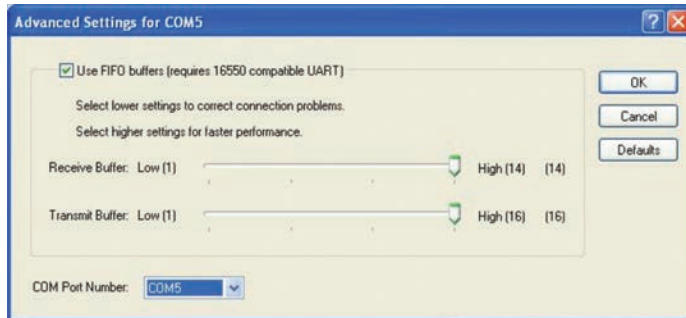 Advanced Settings for COM5
Use FIFO buffers (requires 16550 compatible UART)
OK
Select lower settings to correct connection problems.
Cancel
Select higher settings for faster performance.
Defaults
Receive Buffer: Low (1) High (14) (14)
Transmit Buffer: Low (1) High (16) (16)
COM Port Number: COM5